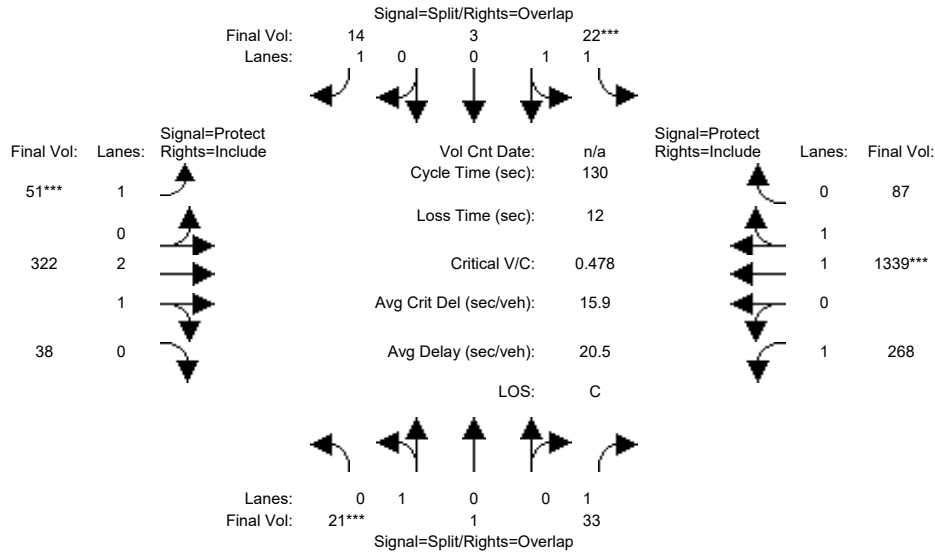 Signal=Split/Rights=Overlap
Final Vol: 14 3 22***
Lanes: 1 0 0 1 1
Signal=Protect
Final Vol: Lanes: Rights=Include
Vol Cnt Date: n/a
Signal=Protect
Rights=Include Lanes: Final Vol:
Cycle Time (sec): 130
51*** 1
0 87
Loss Time (sec): 12
0
1
322 2
Critical V/C: 0.478
1 1339***
1
Avg Crit Del (sec/veh): 15.9
0
38 0
Avg Delay (sec/veh): 20.5
1 268
LOS: C
Lanes: 0 1 0 0 1
Final Vol: 21*** 1 33
Signal=Split/Rights=Overlap